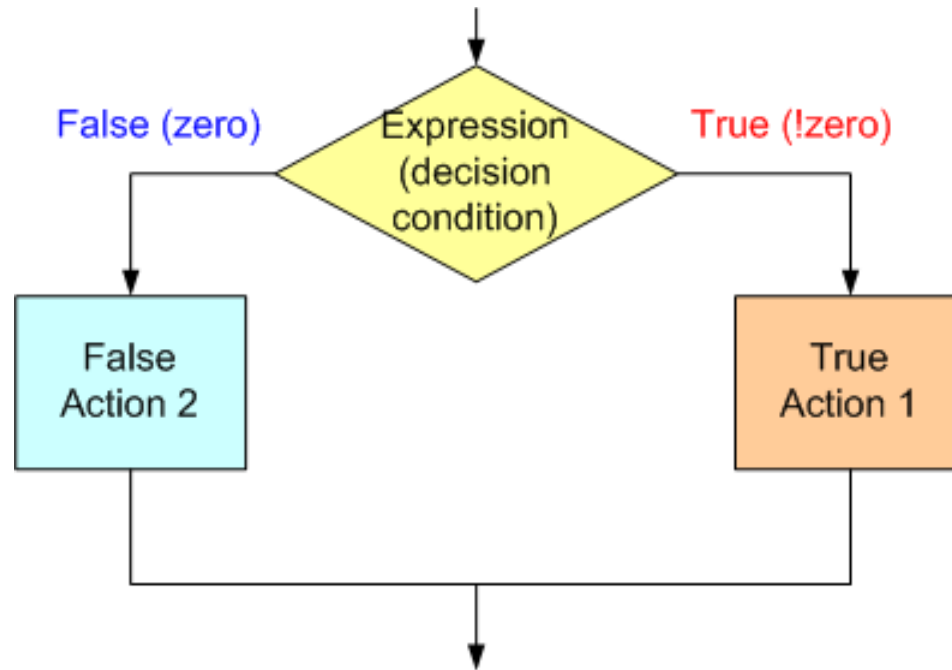 False (zero)
Expression
(decision
condition)
True (!zero)
False
Action 2
True
Action 1